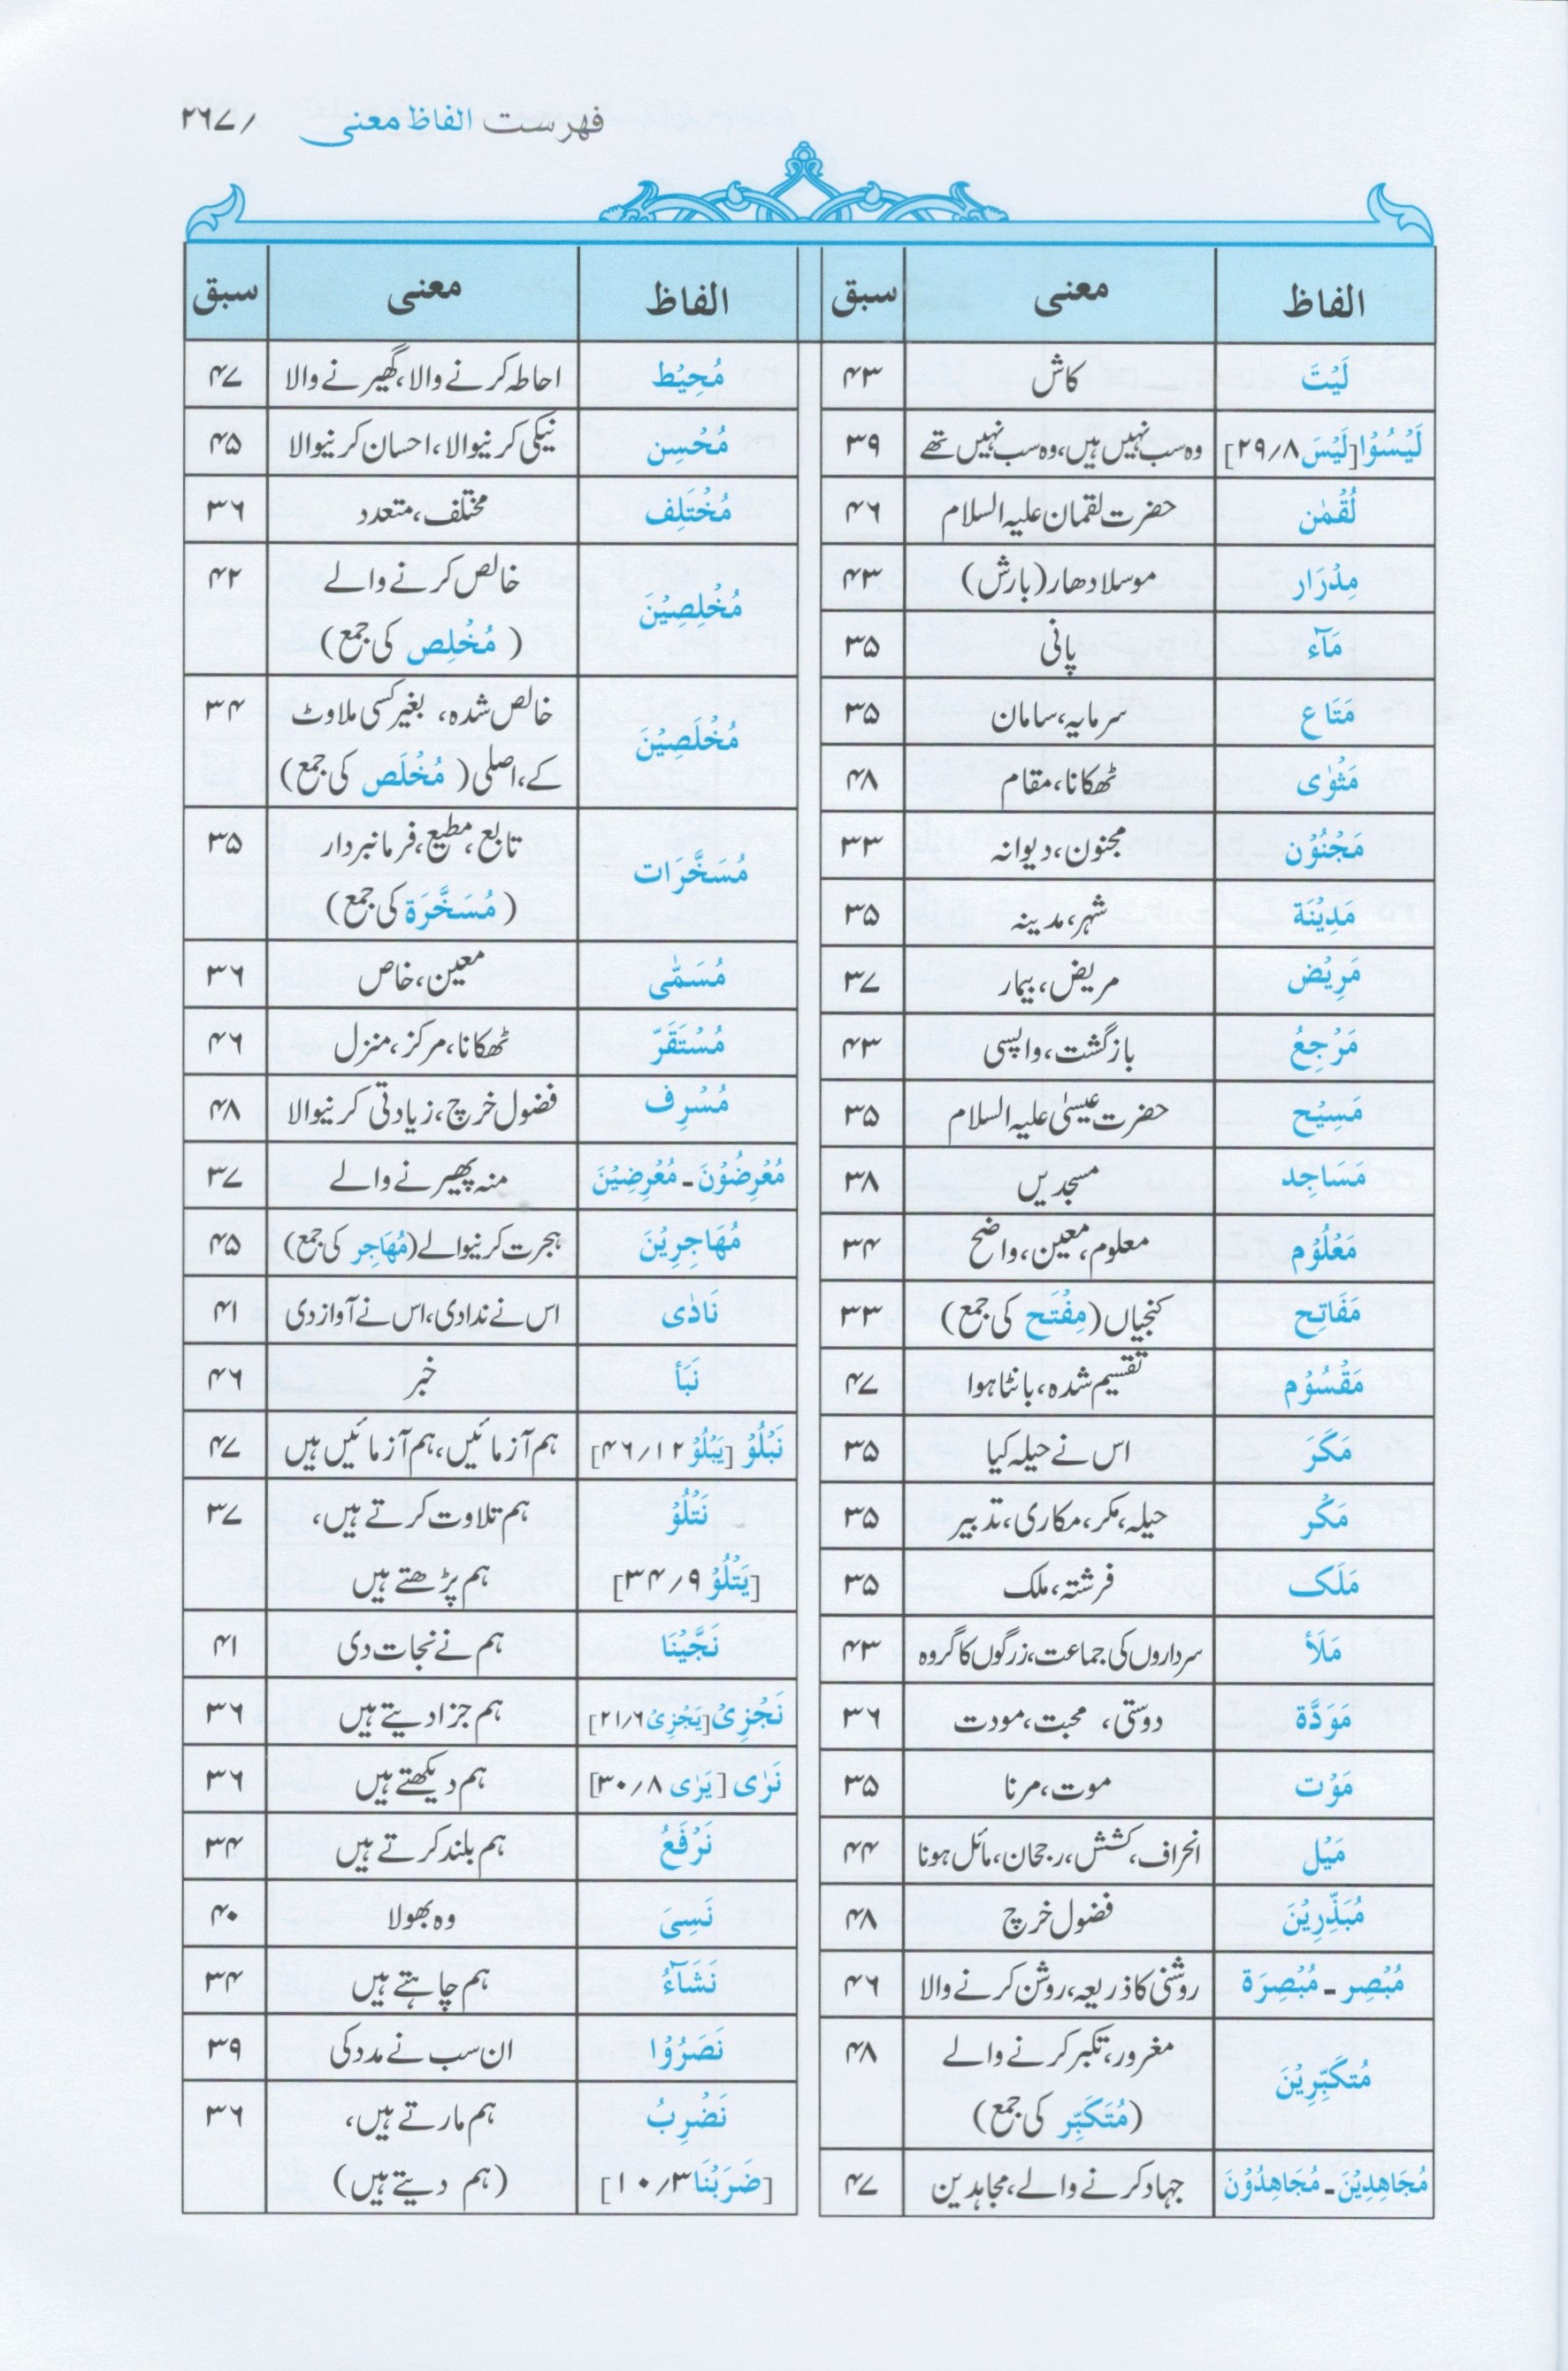 فہرست الفاظ معنی /۲۶۷
الفاظ معنی سبق
لَیْتَ کاش ۴۳
لَیْسُوْا[لَیْسَ ۲۹/۸] وہ سب نہیں ہیں، وہ سب نہیں تھے ۳۹
لُقْمٰن حضرت لقمان علیہ السلام ۴۶
مِدْرَار موسلا دھار (بارش) ۴۳
مَآء پانی ۳۵
مَتَاع سرمایہ، سامان ۳۵
مَثْوٰی ٹھکانا، مقام ۴۸
مَجْنُوْن مجنون، دیوانہ ۳۳
مَدِیْنَة شہر، مدینہ ۳۵
مَرِیْض مریض، بیمار ۳۷
مَرْجِعُ بازگشت، واپسی ۴۳
مَسِیْح حضرت عیسیٰ علیہ السلام ۳۵
مَسَاجِد مسجدیں ۳۸
مَعْلُوْم معلوم، معین، واضح ۳۴
مَفَاتِح کنجیاں (مِفْتَح کی جمع) ۳۳
مَقْسُوْم تقسیم شدہ، بانٹا ہوا ۴۷
مَکَرَ اس نے حیلہ کیا ۳۵
مَکْر حیلہ، مکر، مکاری، تدبیر ۳۵
مَلَک فرشتہ، ملک ۳۵
مَلَأ سرداروں کی جماعت، زرگوں کا گروہ ۴۳
مَوَدَّة دوستی، محبت، مودت ۳۶
مَوْت موت، مرنا ۳۵
مَیْل انحراف، کشش، رجحان، مائل ہونا ۴۴
مُبَذِّرِیْنَ فضول خرچ ۴۸
مُبْصِر ـ مُبْصِرَة روشنی کا ذریعہ، روشن کرنے والا ۴۶
مُتکَبِّرِیْنَ مغرور، تکبر کرنے والے ۴۸
(مُتَکَبِّر کی جمع)
مُجَاهِدِیْنَ ـ مُجَاهِدُوْنَ جہاد کرنے والے، مجاہدین ۴۷
الفاظ معنی سبق
مُحِیْط احاطہ کرنے والا، گھیرنے والا ۴۷
مُحْسِن نیکی کرنیوالا، احسان کرنیوالا ۴۵
مُخْتَلِف مختلف، متعدد ۳۶
مُخْلِصِیْنَ خالص کرنے والے ۴۲
(مُخْلِص کی جمع)
مُخْلَصِیْنَ خالص شدہ، بغیر کسی ملاوٹ ۳۴
کے، اصلی (مُخْلَص کی جمع)
مُسَخَّرَات تابع، مطیع، فرمانبردار ۳۵
(مُسَخَّرَة کی جمع)
مُسَمّٰی معین، خاص ۳۶
مُسْتَقَرّ ٹھکانا، مرکز، منزل ۴۶
مُسْرِف فضول خرچ، زیادتی کرنیوالا ۴۸
مُعْرِضُوْنَ ـ مُعْرِضِیْنَ منہ پھیرنے والے ۳۷
مُهَاجِرِیْنَ ہجرت کرنیوالے (مُهَاجِر کی جمع) ۴۵
نَادٰی اس نے ندا دی، اس نے آواز دی ۴۱
نَبَأ خبر ۴۶
نَبْلُوْ [یَبْلُوْ ۴۶/۱۲] ہم آزمائیں، ہم آزمائیں ہیں ۴۷
نَتْلُوْ ہم تلاوت کرتے ہیں، ۳۷
[یَتْلُوْ ۳۴/۹] ہم پڑھتے ہیں
نَجَّیْنَا ہم نے نجات دی ۴۱
نَجْزِیْ[یَجْزِیْ ۲۱/۶] ہم جزا دیتے ہیں ۳۶
نَرٰی [یَرٰی ۳۰/۸] ہم دیکھتے ہیں ۳۶
نَرْفَعُ ہم بلند کرتے ہیں ۳۴
نَسِیَ وہ بھولا ۴۰
نَشَآءُ ہم چاہتے ہیں ۳۴
نَصَرُوْا ان سب نے مدد کی ۳۹
نَضْرِبُ ہم مارتے ہیں، ۳۶
[ضَرَبْنَا ۱۰/۳] (ہم دیتے ہیں)